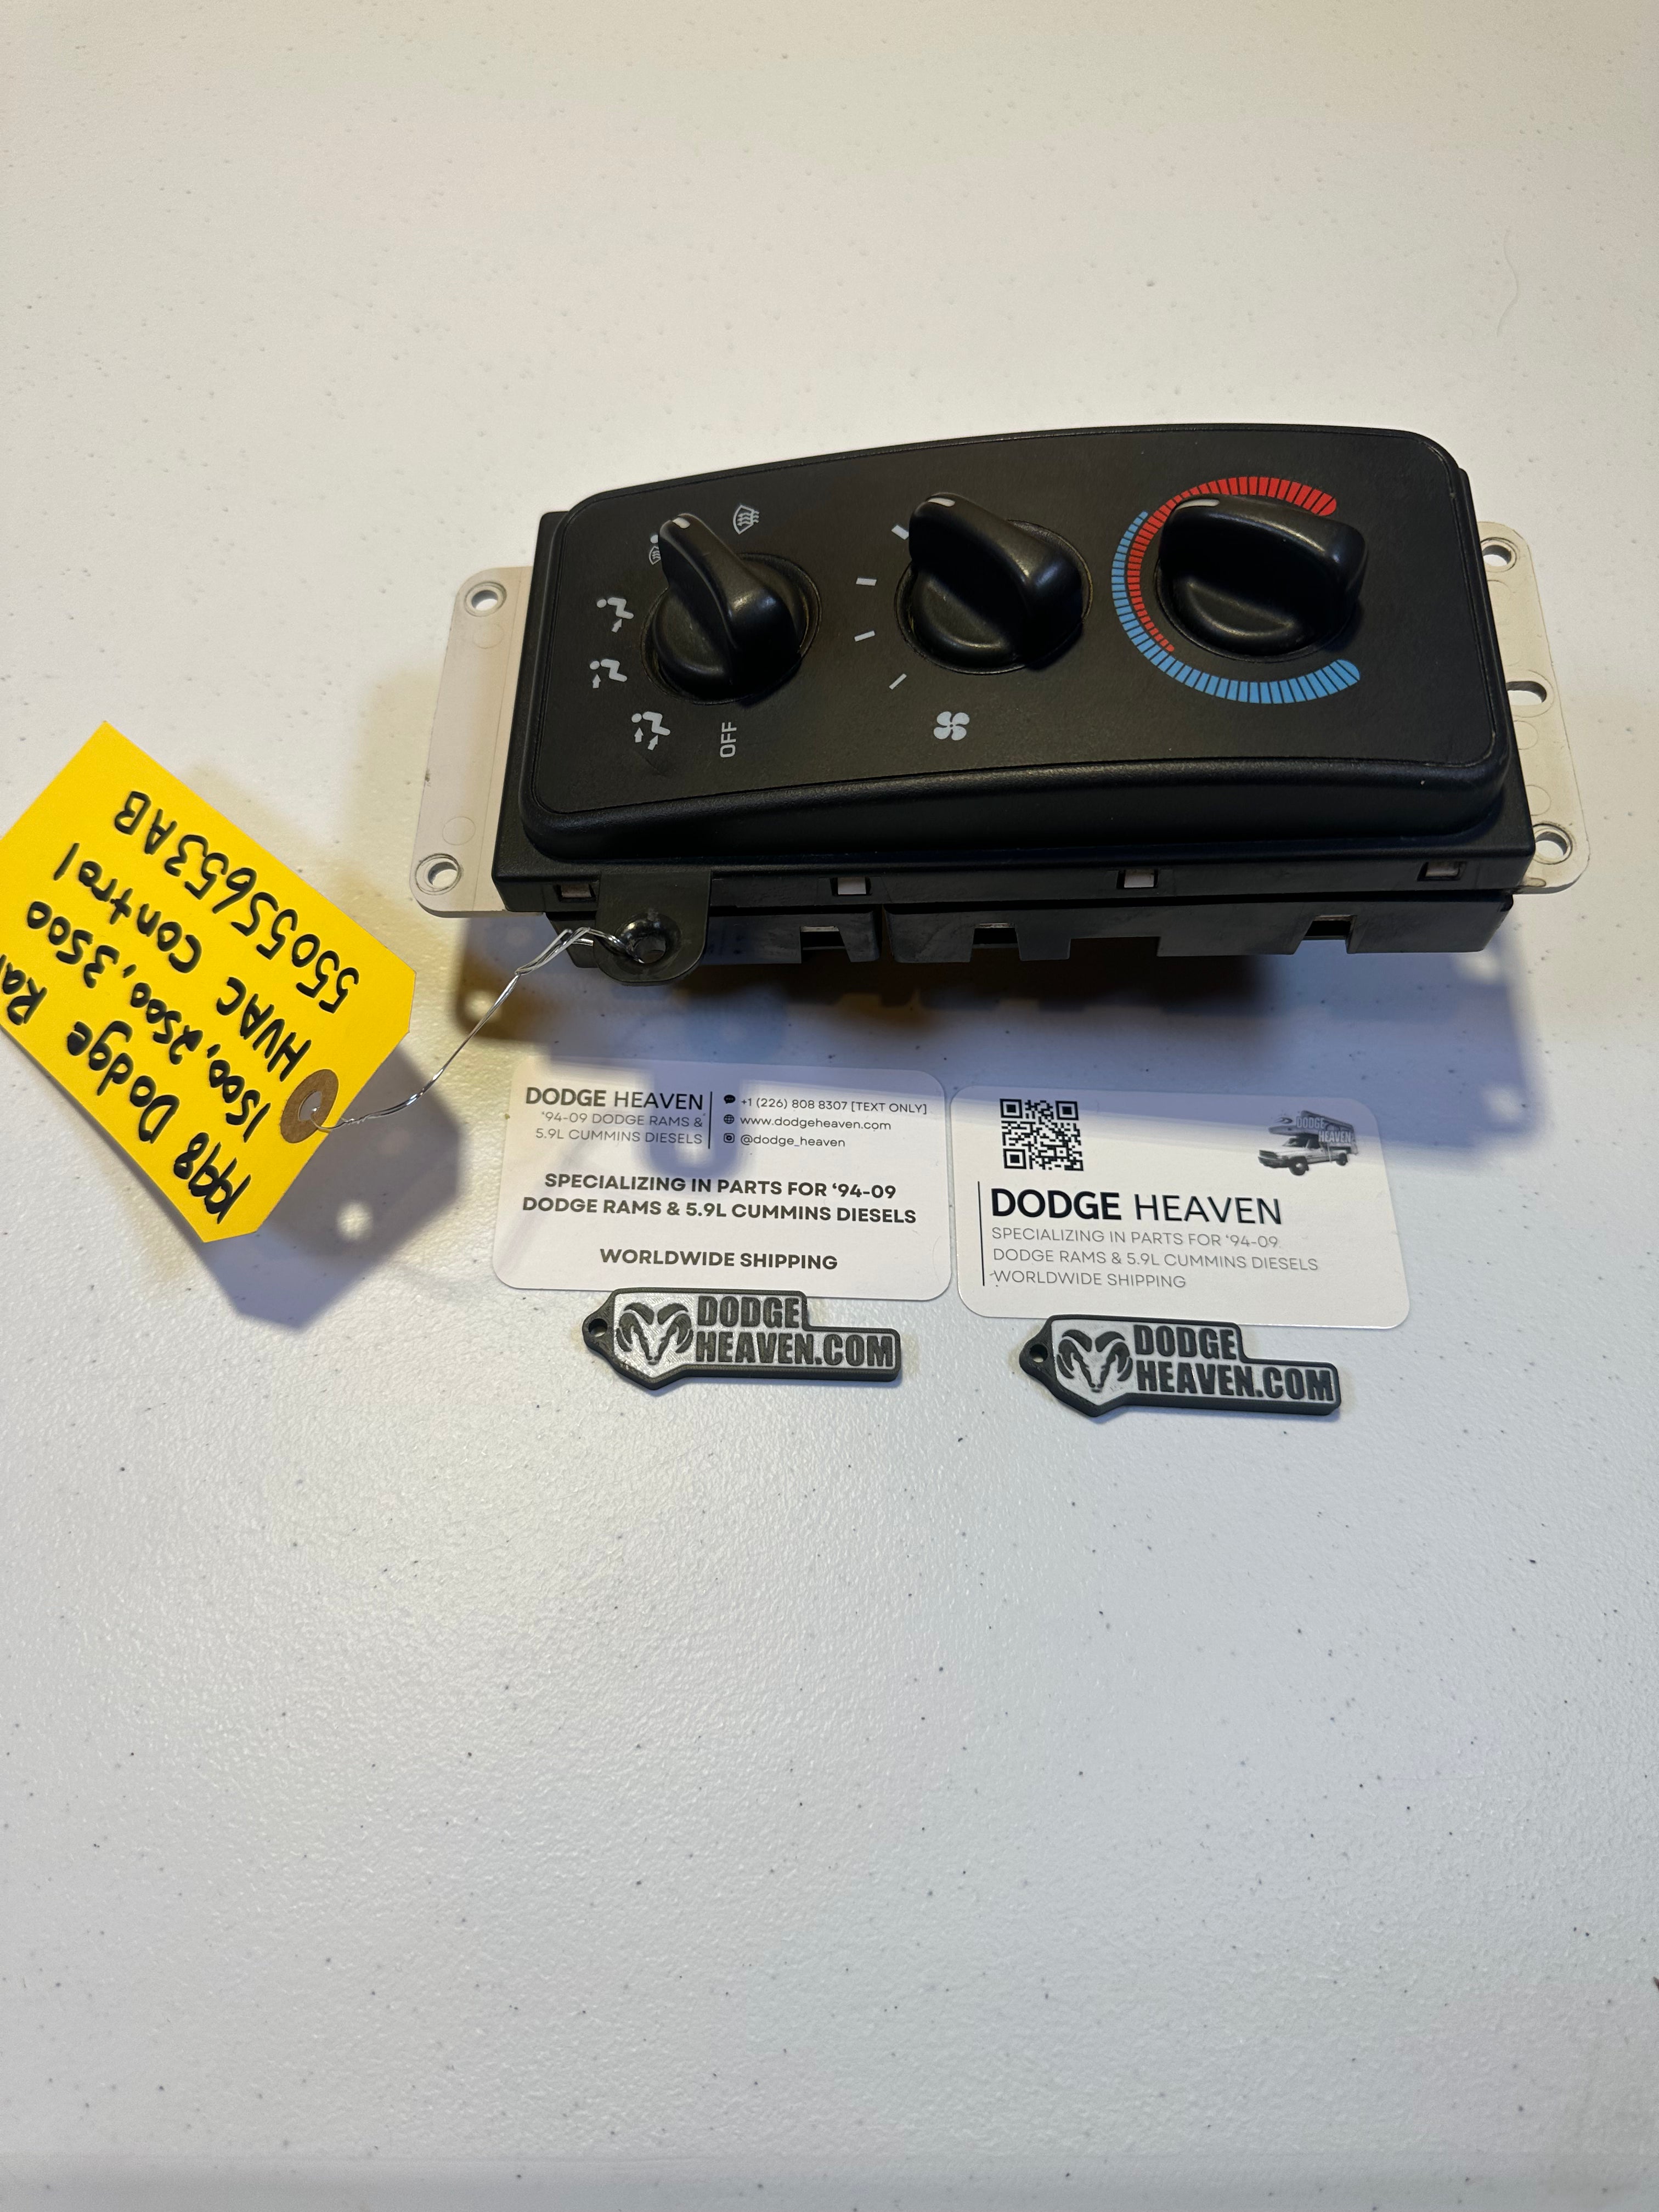 OFF
1998 Dodge Ra
1500, 2500, 3500
HVAC Control
55055653AB
DODGE HEAVEN
'94-09 DODGE RAMS &
5.9L CUMMINS DIESELS
+1 (226) 808 8307 [TEXT ONLY]
www.dodgeheaven.com
@dodge_heaven
SPECIALIZING IN PARTS FOR '94-09
DODGE RAMS & 5.9L CUMMINS DIESELS
WORLDWIDE SHIPPING
DODGE
HEAVEN
DODGE HEAVEN
SPECIALIZING IN PARTS FOR '94-09
DODGE RAMS & 5.9L CUMMINS DIESELS
WORLDWIDE SHIPPING
DODGE
HEAVEN.COM
DODGE
HEAVEN.COM